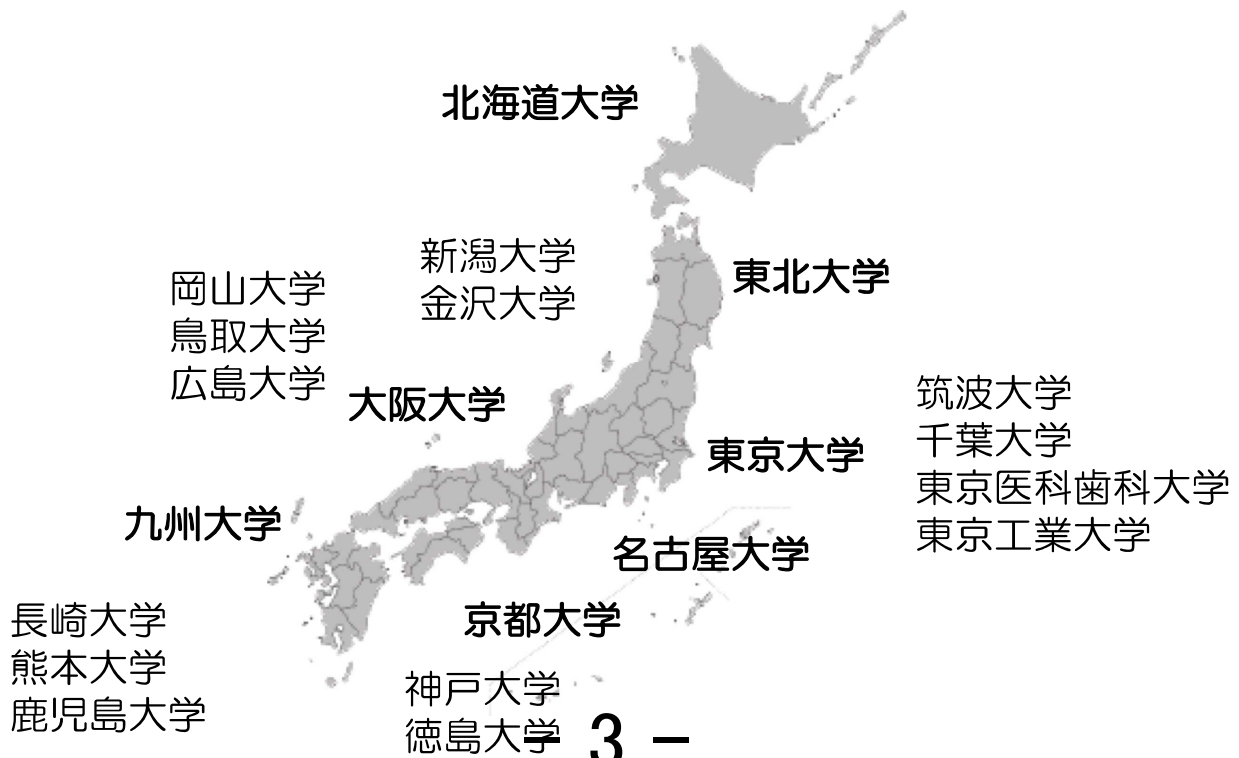 北海道大学
新潟大学
金沢大学
東北大学
岡山大学
鳥取大学
広島大学
大阪大学
筑波大学
千葉大学
東京医科歯科大学
東京工業大学
東京大学
九州大学
名古屋大学
京都大学
長崎大学
熊本大学
鹿児島大学
神戸大学
徳島大学
– 3 –